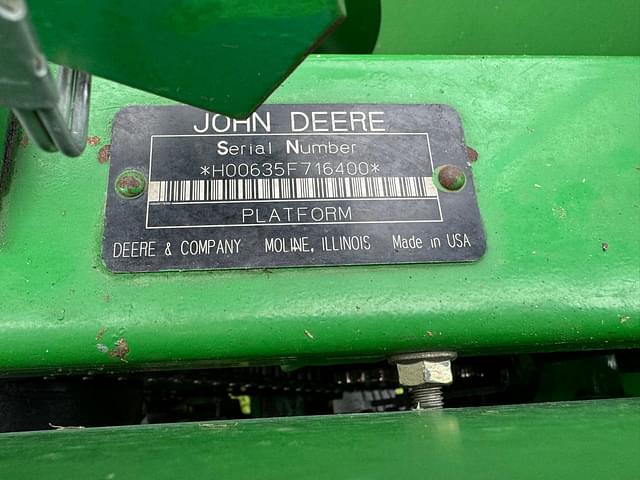 JOHN DEERE
Serial Number
*H00635F716400*
PLATFORM
DEERE & COMPANY MOLINE, ILLINOIS Made in USA